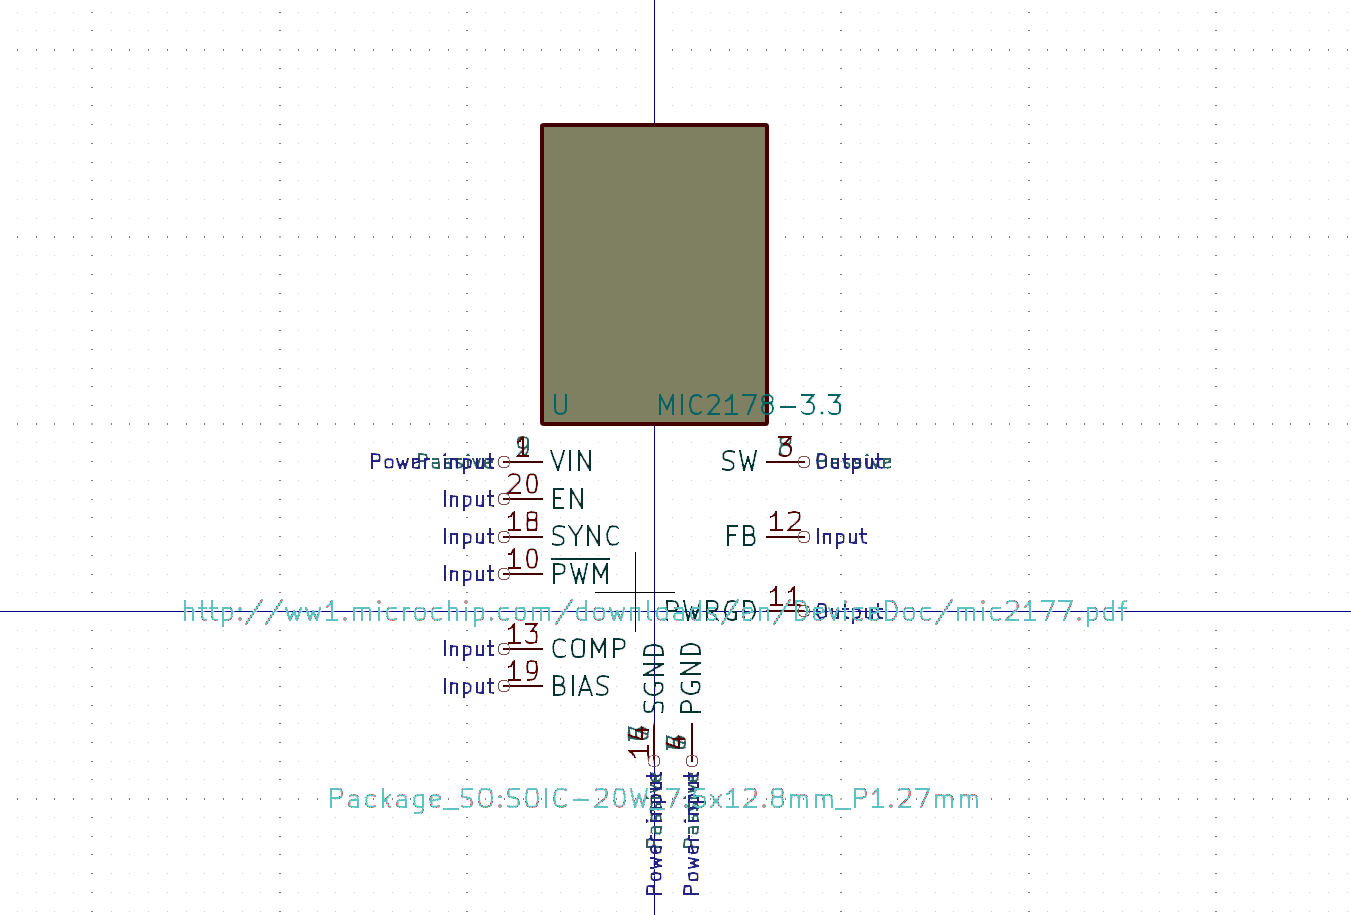 U MIC2178-3.3
Power input 1 VIN SW 3
Input 20 EN
Input 18 SYNC FB 12 Input
Input 10 PWM
http://ww1.microchip.com/downloads/en/DeviceDoc/mic2177.pdf
PWRGD 11 Output
Input 13 COMP
Input 19 BIAS
SGND PGND
Package_SO:SOIC-20W_7.5x12.8mm_P1.27mm
Power input Power input